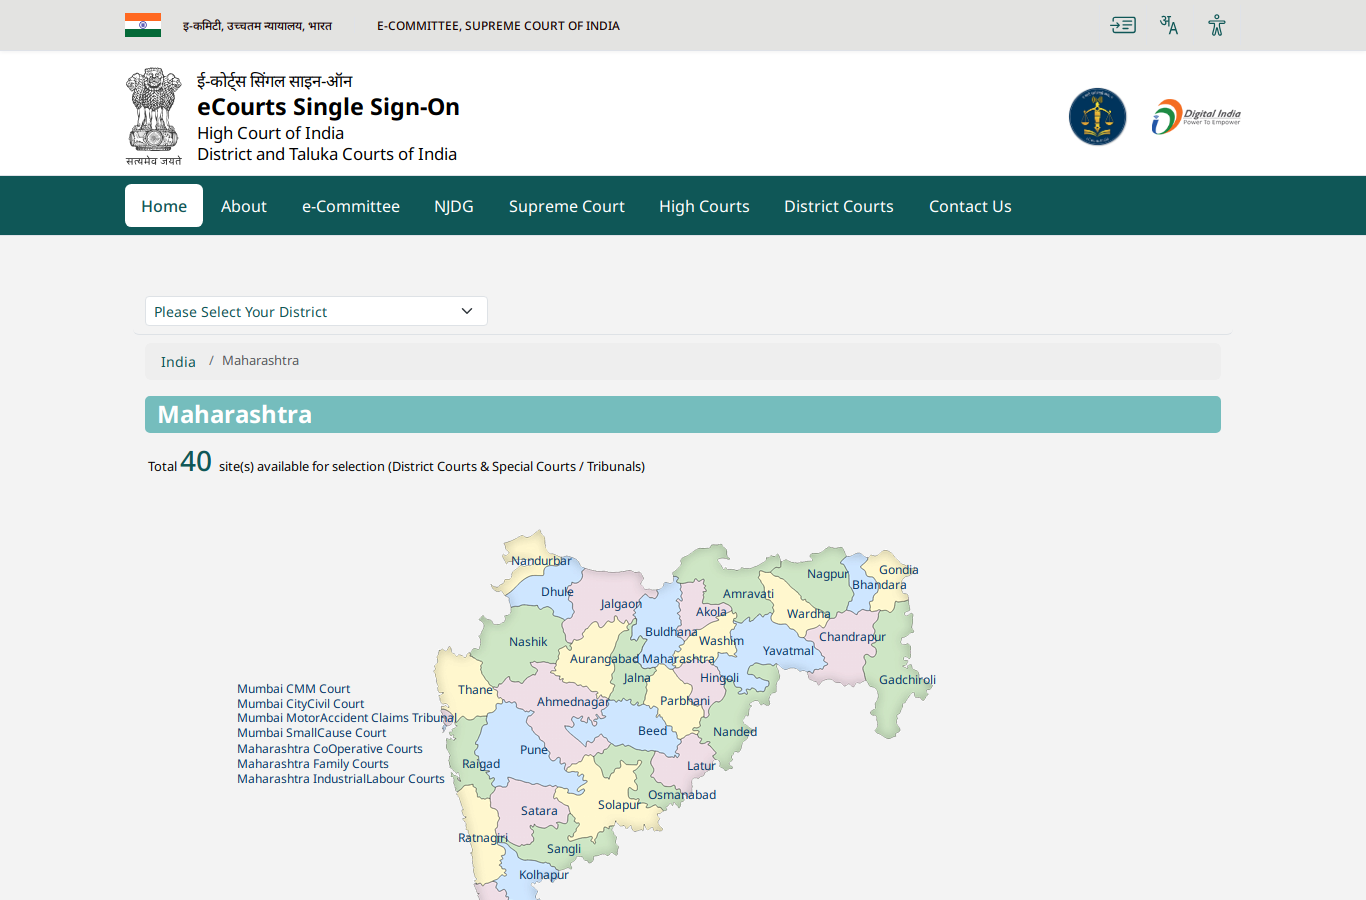 इ-कमिटी, उच्चतम न्यायालय, भारत
E-COMMITTEE, SUPREME COURT OF INDIA
अ A
सत्यमेव जयते
ई-कोर्ट्स सिंगल साइन-ऑन
eCourts Single Sign-On
High Court of India
District and Taluka Courts of India
Digital India
Power To Empower
Home About e-Committee NJDG Supreme Court High Courts District Courts Contact Us
Please Select Your District
India / Maharashtra
Maharashtra
Total 40 site(s) available for selection (District Courts & Special Courts / Tribunals)
Nandurbar
Dhule
Jalgaon
Nagpur
Gondia
Bhandara
Amravati
Akola
Wardha
Buldhana
Washim
Chandrapur
Nashik
Yavatmal
Aurangabad
Maharashtra
Jalna
Hingoli
Gadchiroli
Thane
Ahmednagar
Parbhani
Mumbai CMM Court
Mumbai CityCivil Court
Mumbai MotorAccident Claims Tribunal
Mumbai SmallCause Court
Maharashtra CoOperative Courts
Maharashtra Family Courts
Maharashtra IndustrialLabour Courts
Beed
Nanded
Pune
Raigad
Latur
Osmanabad
Solapur
Satara
Ratnagiri
Sangli
Kolhapur